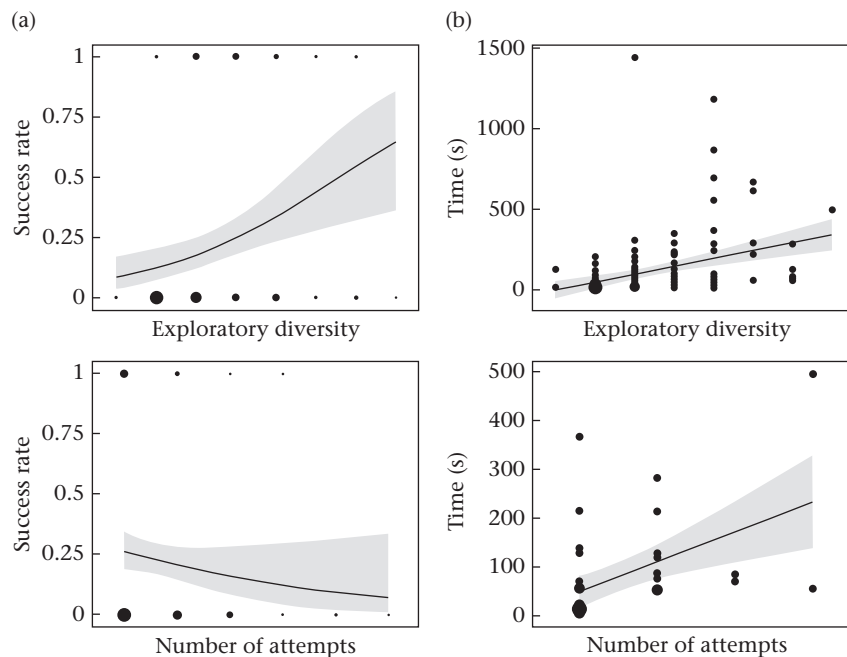 (a)
(b)
1
0.75
0.5
0.25
0
Success rate
Exploratory diversity
1500
1000
500
0
Time (s)
Exploratory diversity
1
0.75
0.5
0.25
0
Success rate
Number of attempts
500
400
300
200
100
0
Time (s)
Number of attempts